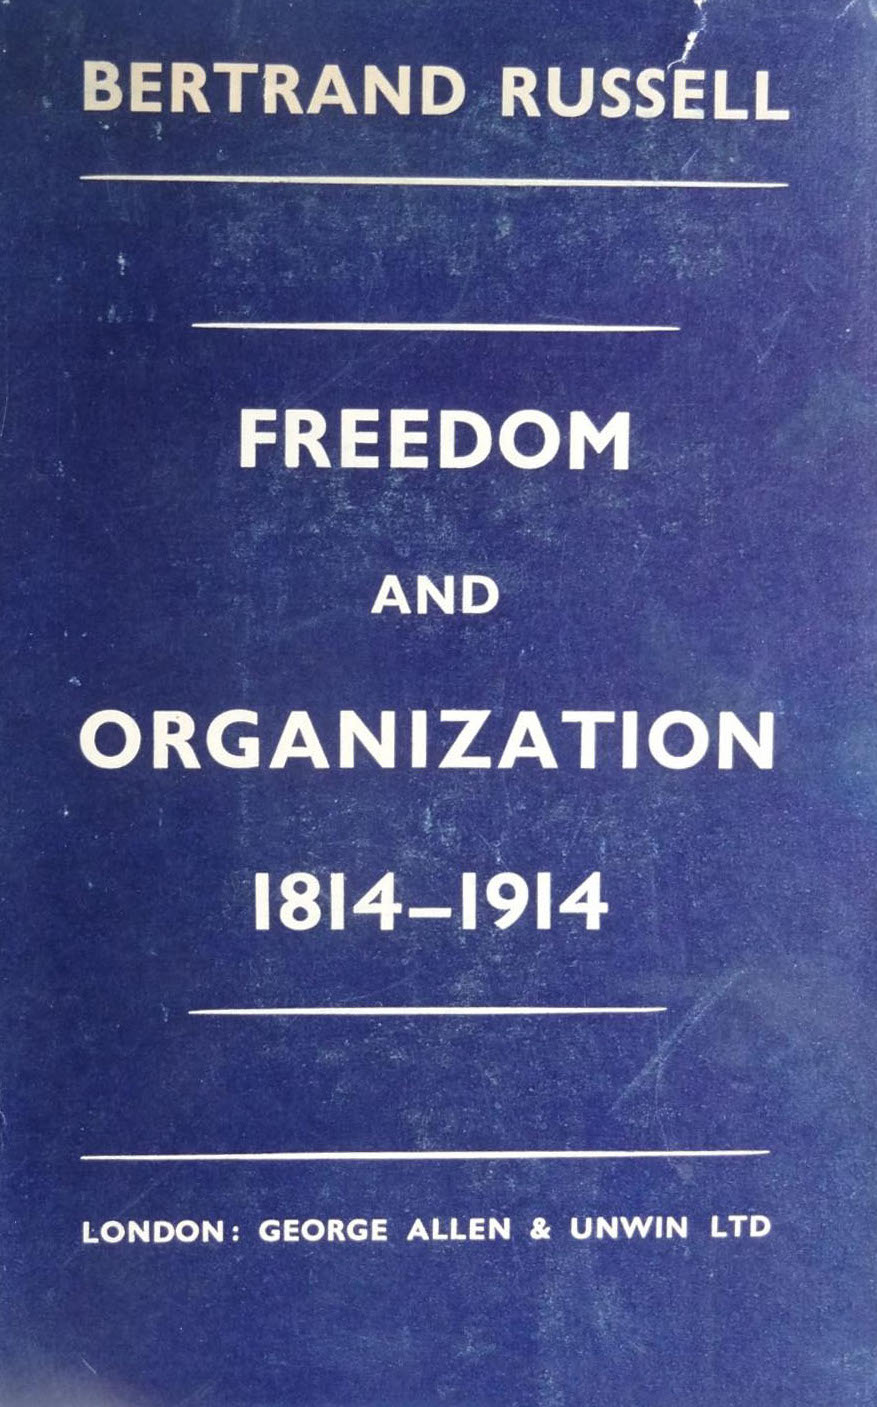 BERTRAND RUSSELL
FREEDOM
AND
ORGANIZATION
1814–1914
LONDON: GEORGE ALLEN & UNWIN LTD